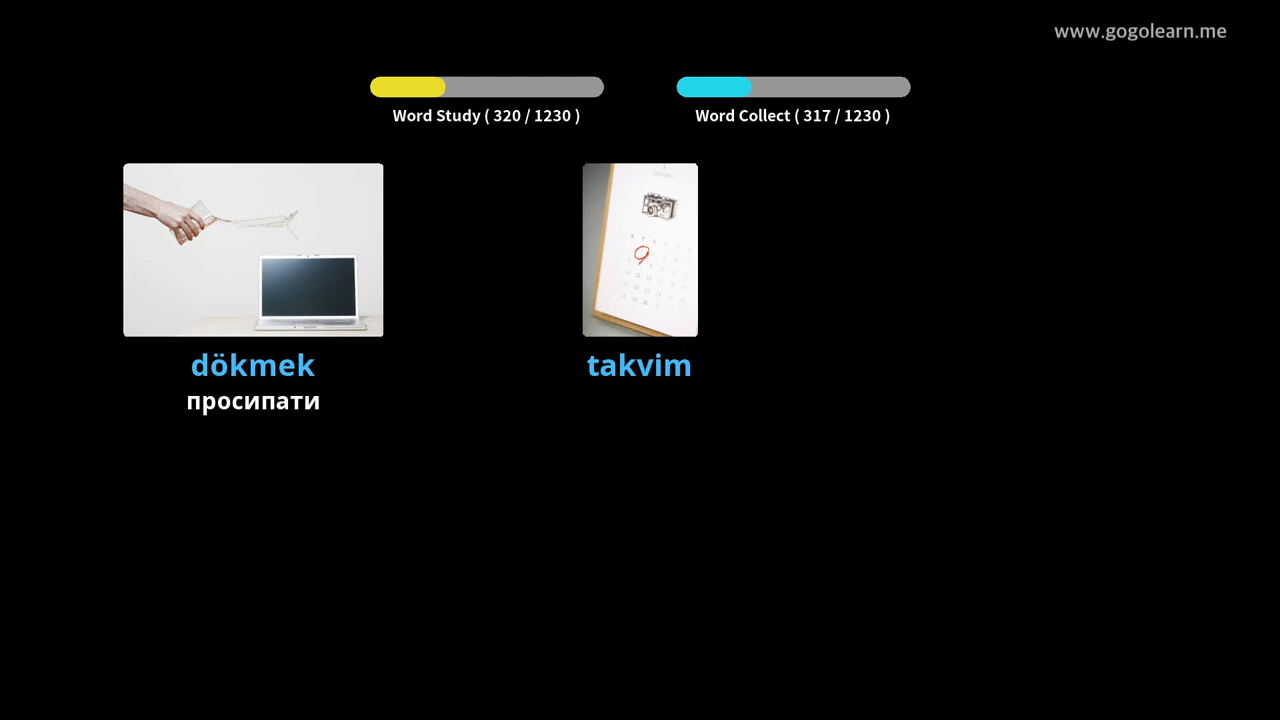 www.gogolearn.me
Word Study ( 320 / 1230 )
Word Collect ( 317 / 1230 )
dökmek
takvim
просипати